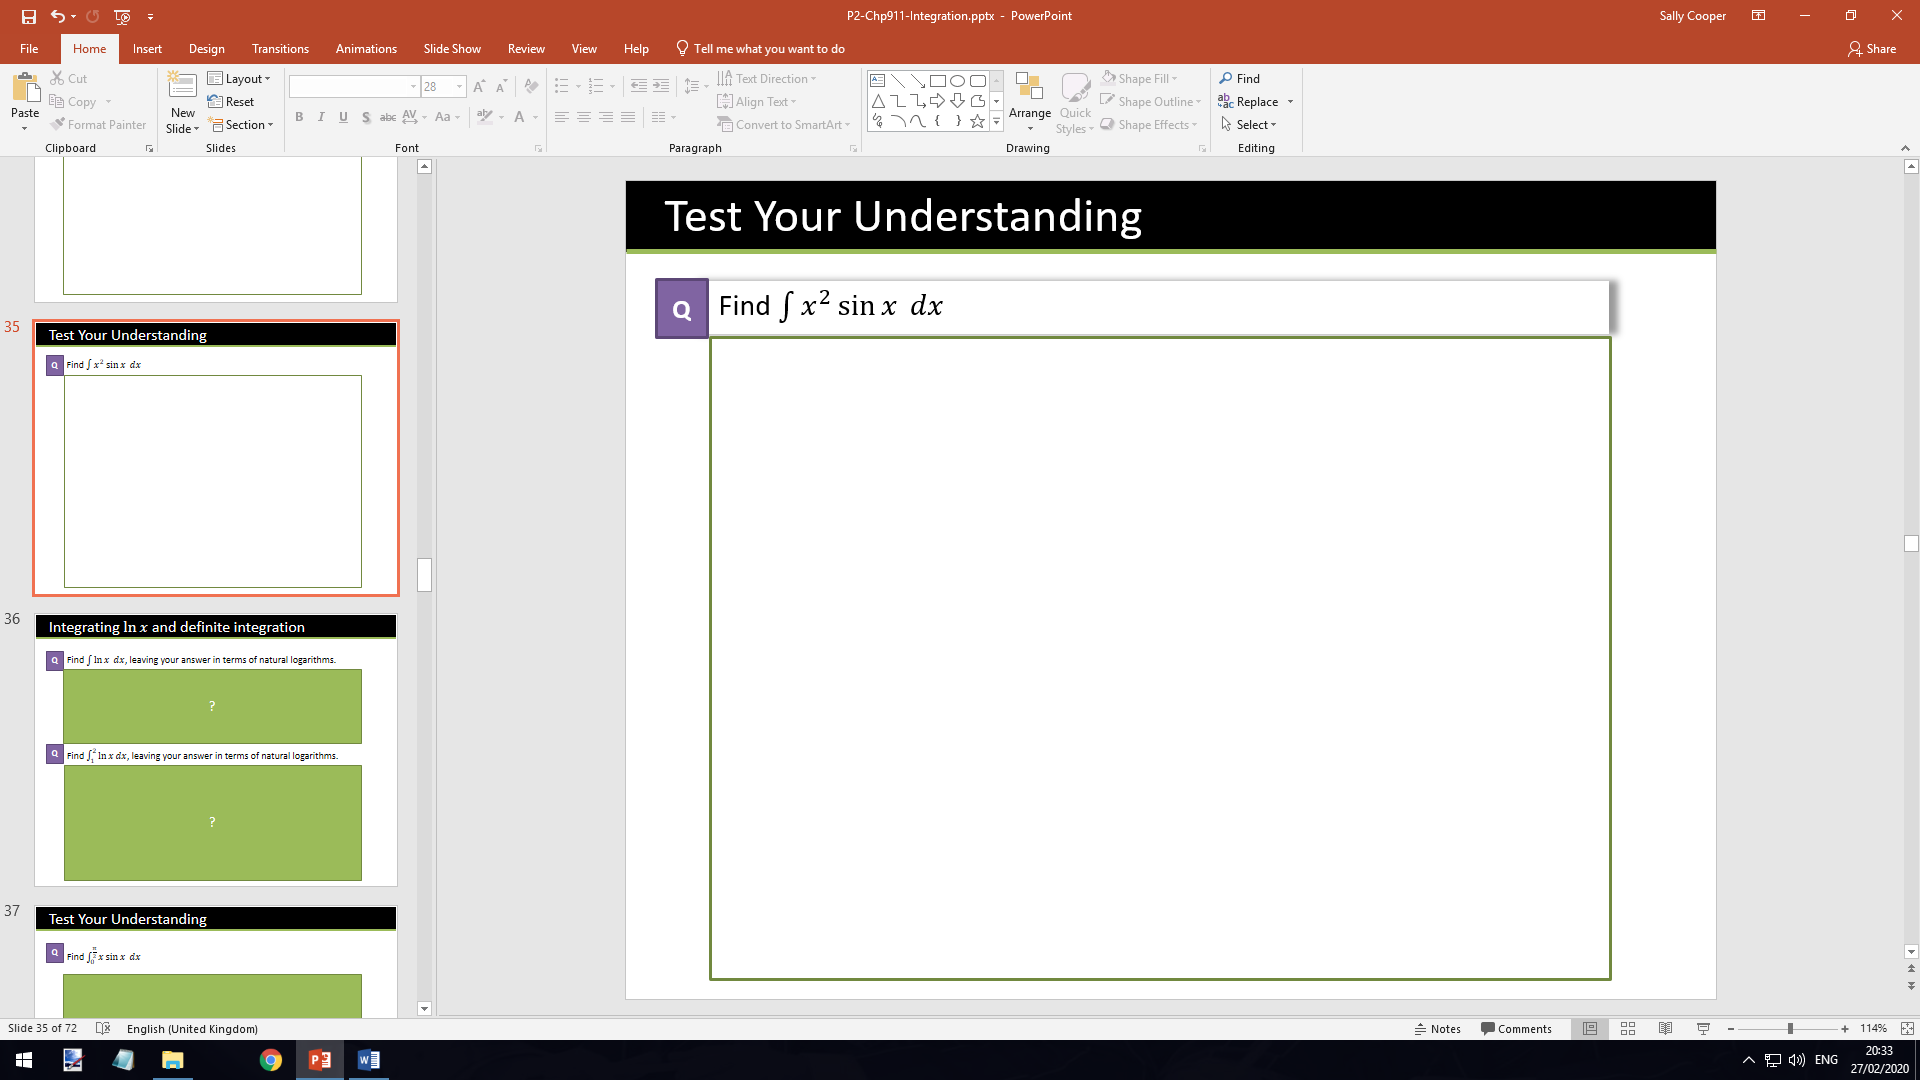 P2-Chp911-Integration.pptx - PowerPoint
Sally Cooper
File Home Insert Design Transitions Animations Slide Show Review View Help Tell me what you want to do
Share
Paste
Cut
Copy
Format Painter
Clipboard
New Slide
Layout
Reset
Section
Slides
28
B I U S abc AV Aa A
Font
Text Direction
Align Text
Convert to SmartArt
Paragraph
Arrange
Quick Styles
Shape Fill
Shape Outline
Shape Effects
Drawing
Find
Replace
Select
Editing
35
Test Your Understanding
Q Find ∫ x² sin x dx
36
Integrating ln x and definite integration
Q Find ∫ ln x dx, leaving your answer in terms of natural logarithms.
?
Q Find ∫₁² ln x dx, leaving your answer in terms of natural logarithms.
?
37
Test Your Understanding
Q Find ∫₀^(π/2) x sin x dx
Test Your Understanding
Q Find ∫ x² sin x dx
Slide 35 of 72 English (United Kingdom)
Notes Comments 114%
ENG
20:33
27/02/2020